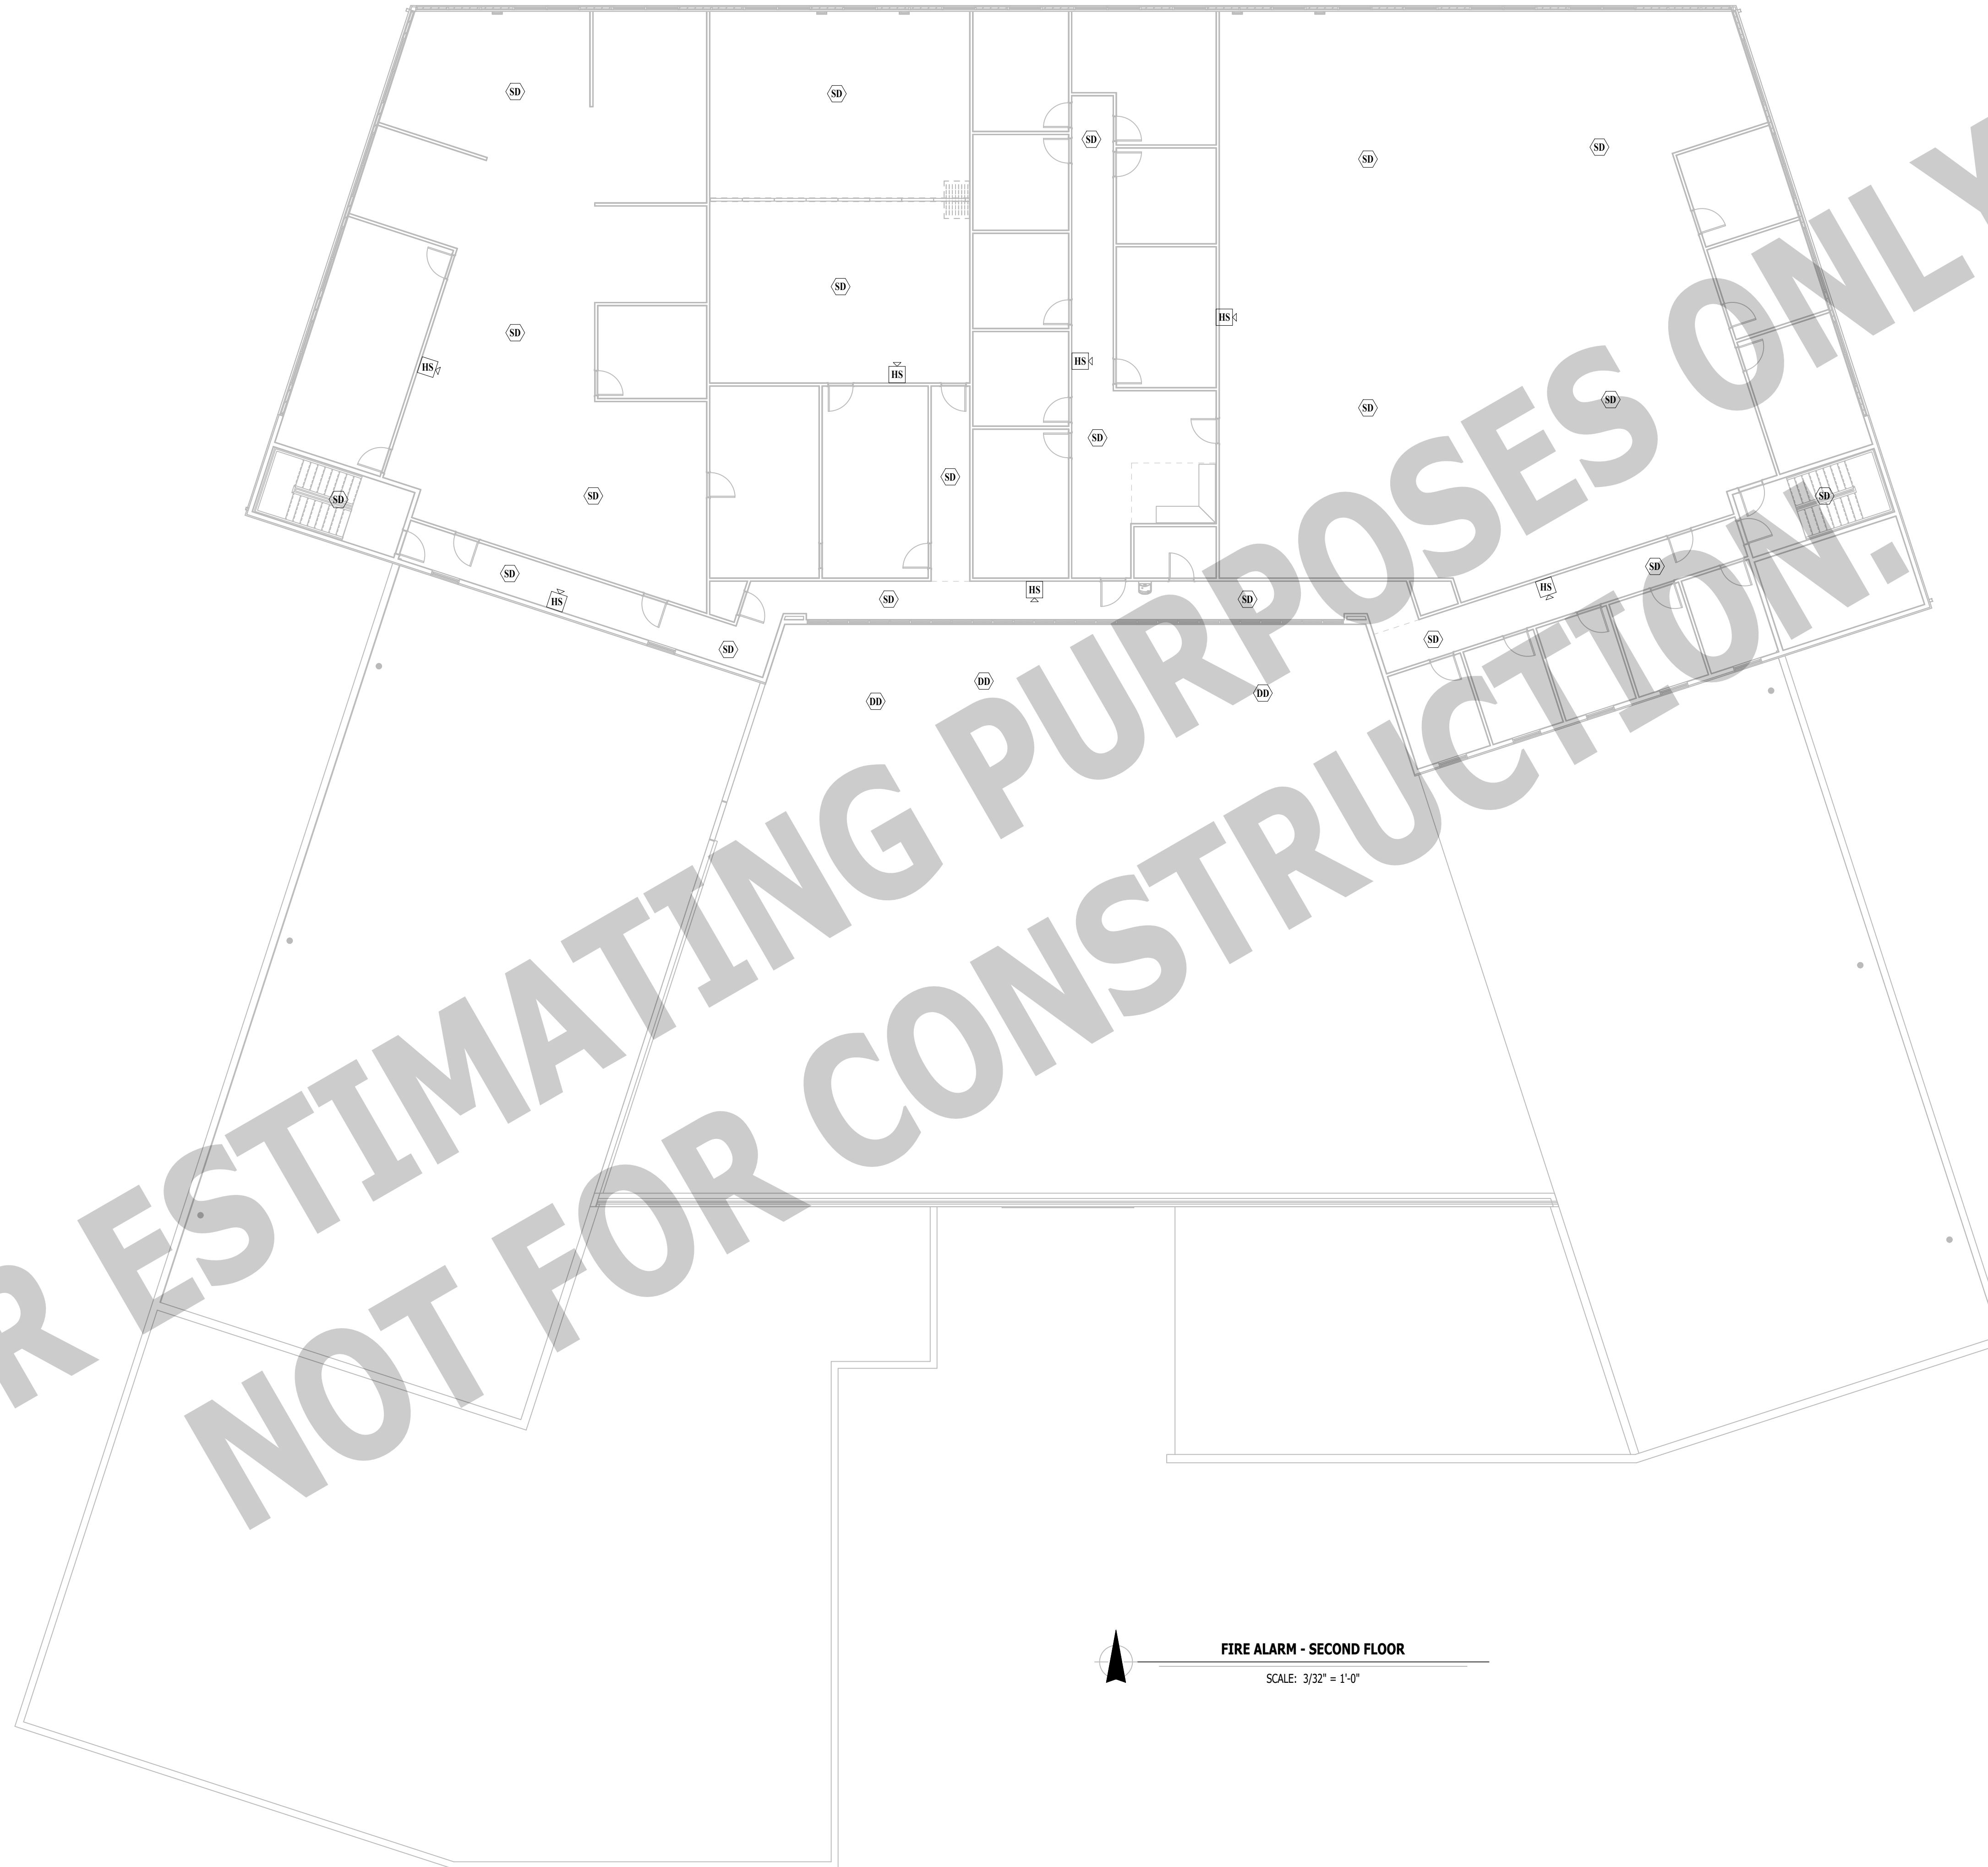 SD
SD
SD
SD
SD
SD
HS
SD
HS
HS
HS
SD
SD
SD
SD
SD
SD
SD
SD
SD
HS
HS
SD
SD
HS
SD
SD
DD
DD
DD
R ESTIMATING PURPOSES ONLY
NOT FOR CONSTRUCTION.
FIRE ALARM - SECOND FLOOR
SCALE: 3/32" = 1'-0"